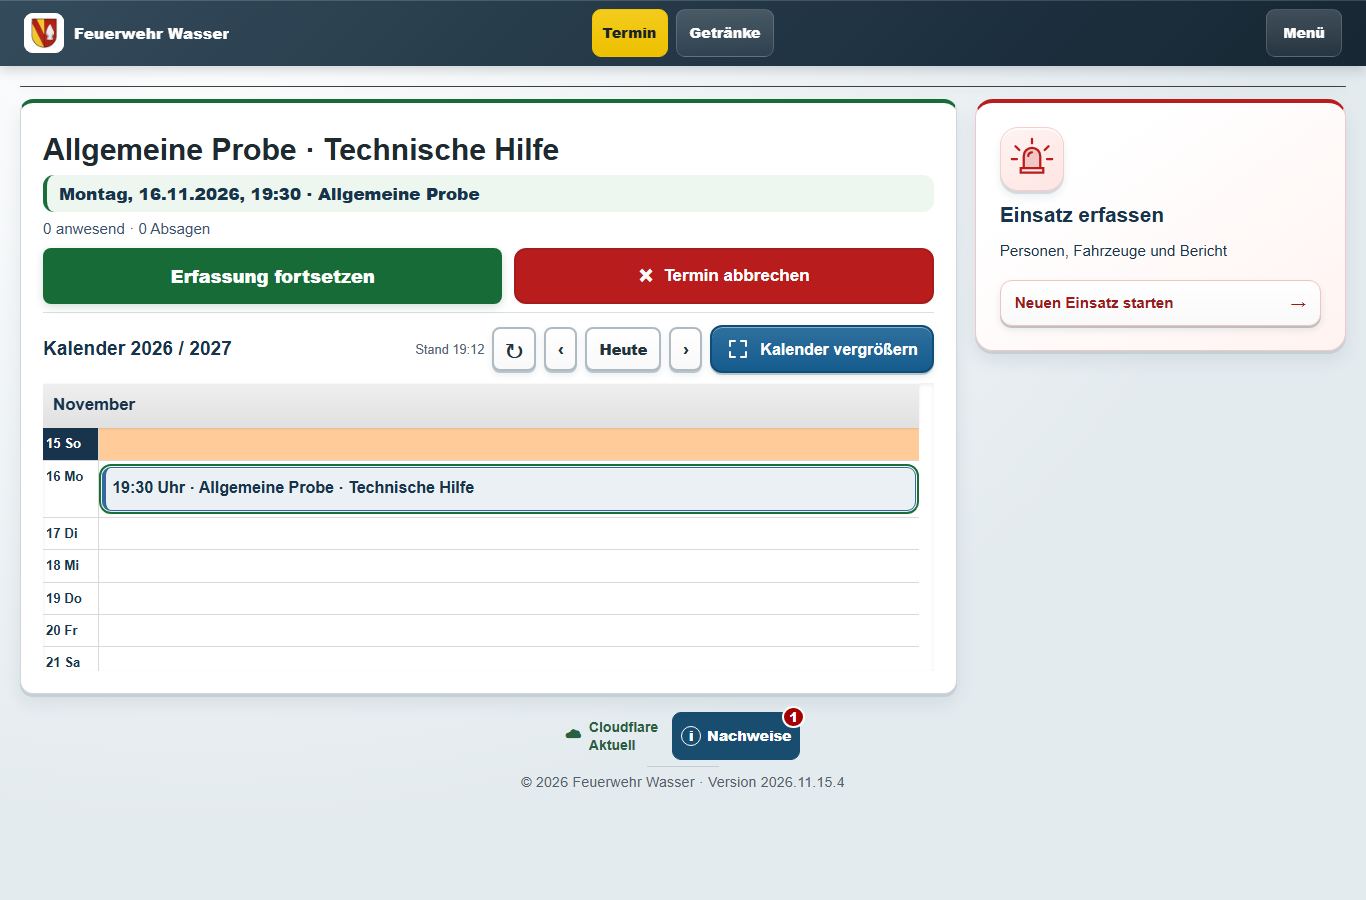 Feuerwehr Wasser
Termin
Getränke
Menü
Allgemeine Probe · Technische Hilfe
Montag, 16.11.2026, 19:30 · Allgemeine Probe
0 anwesend · 0 Absagen
Erfassung fortsetzen
✖ Termin abbrechen
Kalender 2026 / 2027
Stand 19:12
↻
‹
Heute
›
Kalender vergrößern
November
15 So
16 Mo
19:30 Uhr · Allgemeine Probe · Technische Hilfe
17 Di
18 Mi
19 Do
20 Fr
21 Sa
Einsatz erfassen
Personen, Fahrzeuge und Bericht
Neuen Einsatz starten →
Cloudflare
Aktuell
i Nachweise
1
© 2026 Feuerwehr Wasser · Version 2026.11.15.4